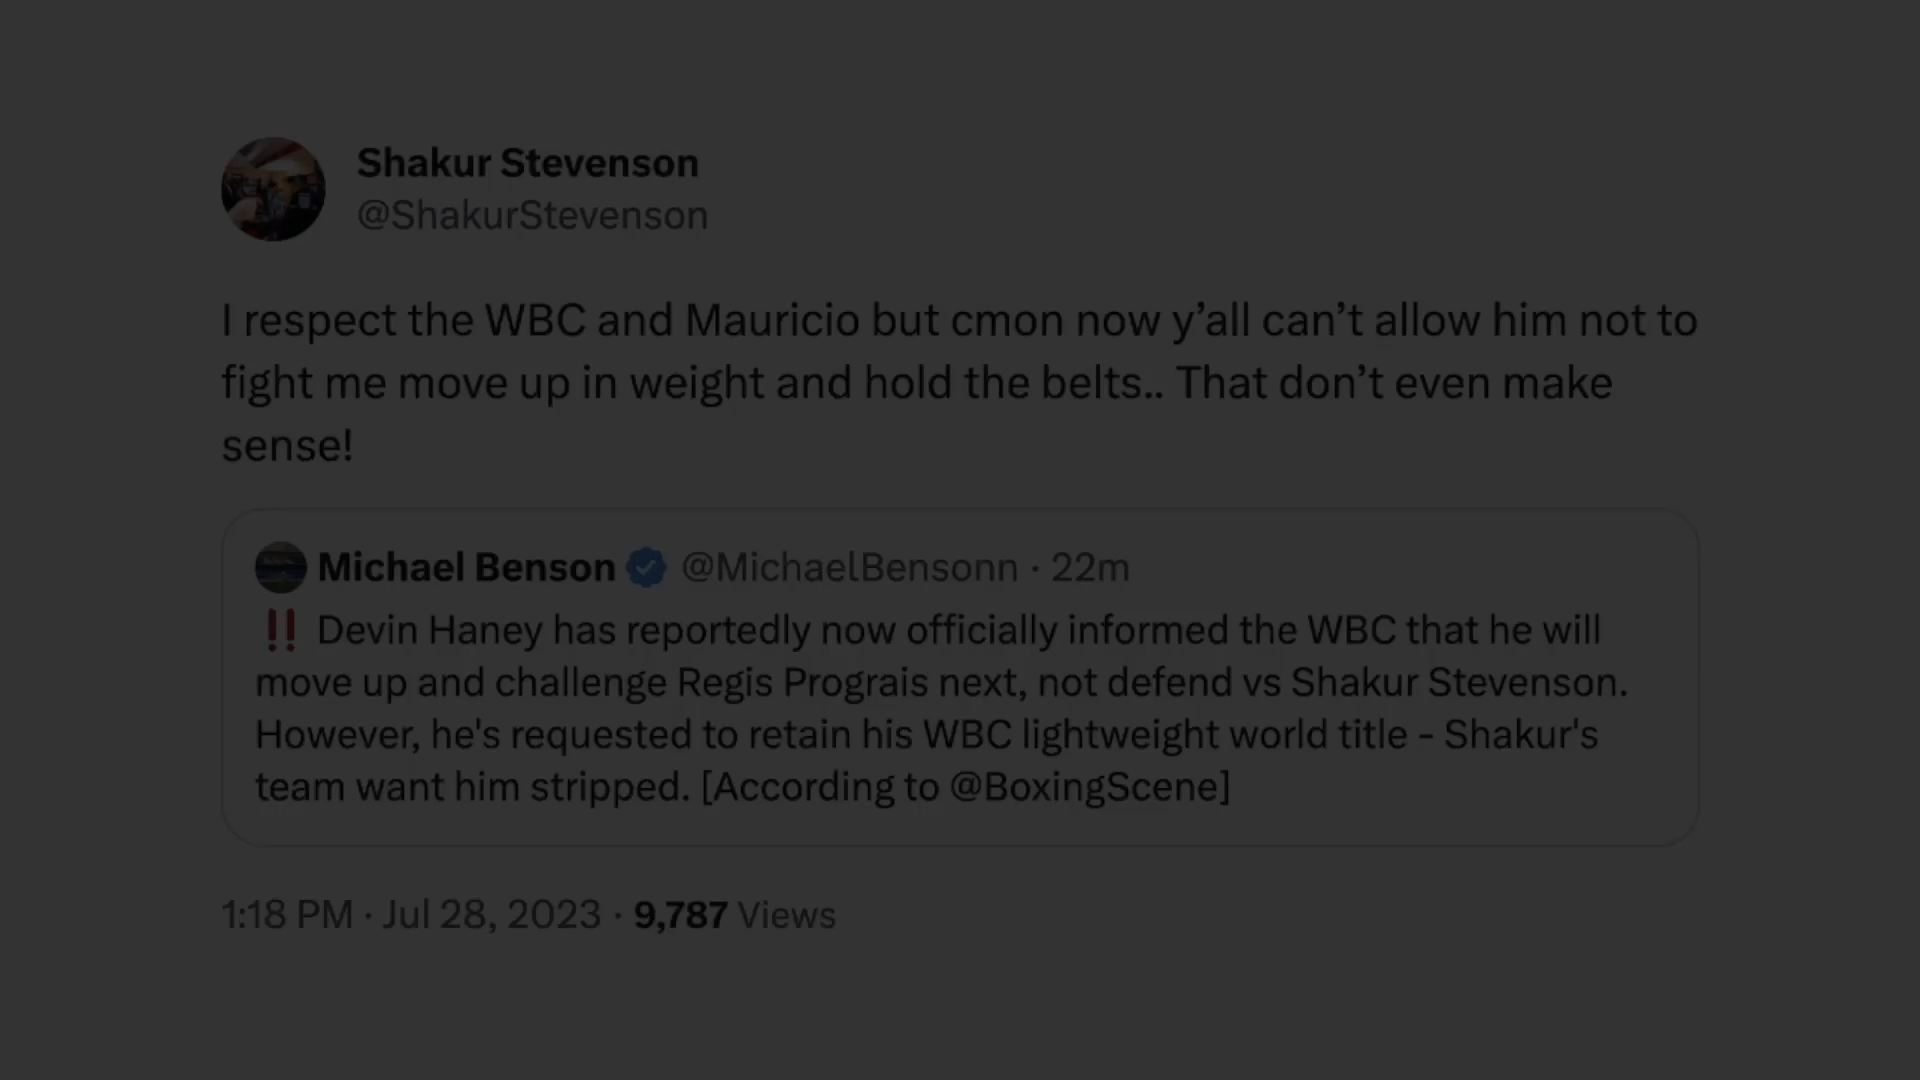 Shakur Stevenson
@ShakurStevenson
I respect the WBC and Mauricio but cmon now y’all can’t allow him not to
fight me move up in weight and hold the belts.. That don’t even make
sense!
Michael Benson @MichaelBensonn · 22m
‼️ Devin Haney has reportedly now officially informed the WBC that he will
move up and challenge Regis Prograis next, not defend vs Shakur Stevenson.
However, he's requested to retain his WBC lightweight world title - Shakur's
team want him stripped. [According to @BoxingScene]
1:18 PM · Jul 28, 2023 · 9,787 Views